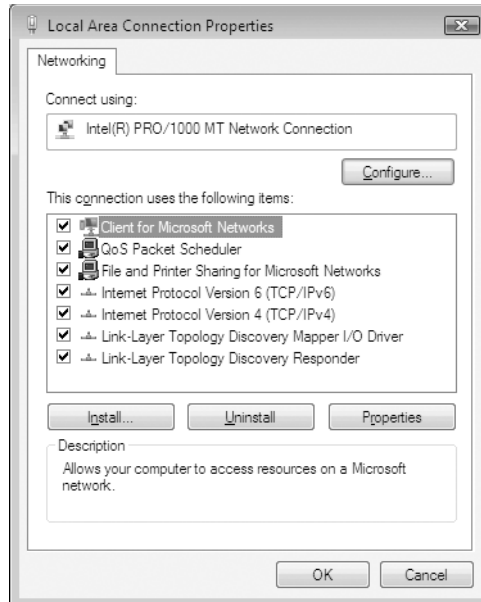 Local Area Connection Properties
Networking
Connect using:
Intel(R) PRO/1000 MT Network Connection
Configure...
This connection uses the following items:
Client for Microsoft Networks
QoS Packet Scheduler
File and Printer Sharing for Microsoft Networks
Internet Protocol Version 6 (TCP/IPv6)
Internet Protocol Version 4 (TCP/IPv4)
Link-Layer Topology Discovery Mapper I/O Driver
Link-Layer Topology Discovery Responder
Install... Uninstall Properties
Description
Allows your computer to access resources on a Microsoft
network.
OK Cancel